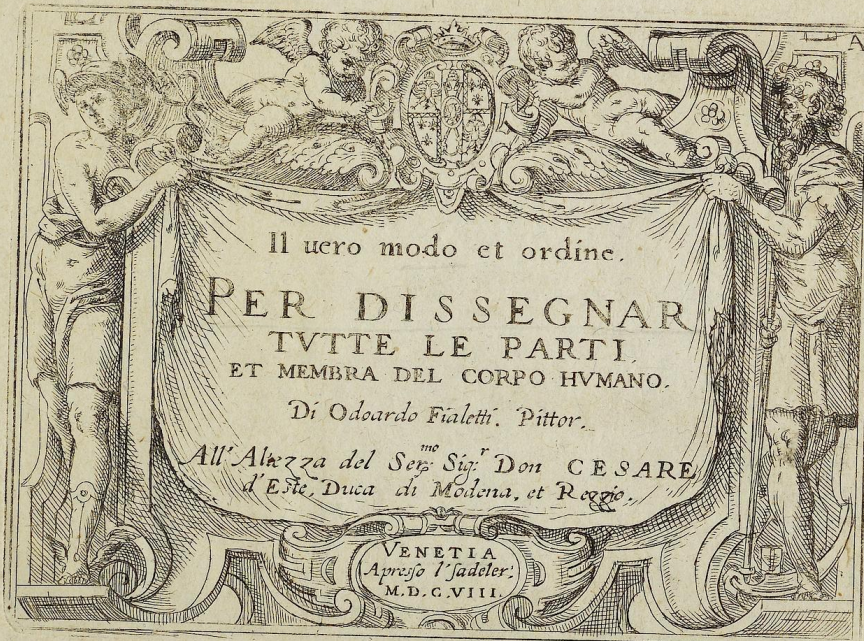 A
Il uero modo et ordine.
PER DISSEGNAR
TVTTE LE PARTI.
ET MEMBRA DEL CORPO HVMANO.
Di Odoardo Fialetti. Pittor.
All' Altezza del Ser.mo Sig.r Don CESARE
d'Este, Duca di Modena, et Reggio.
VENETIA
Apresso l'sadeler:
M.D.C.VIII.